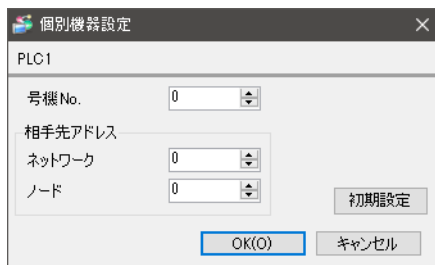 個別機器設定
PLC1
号機No.
0
相手先アドレス
ネットワーク
0
ノード
0
初期設定
OK(O)
キャンセル